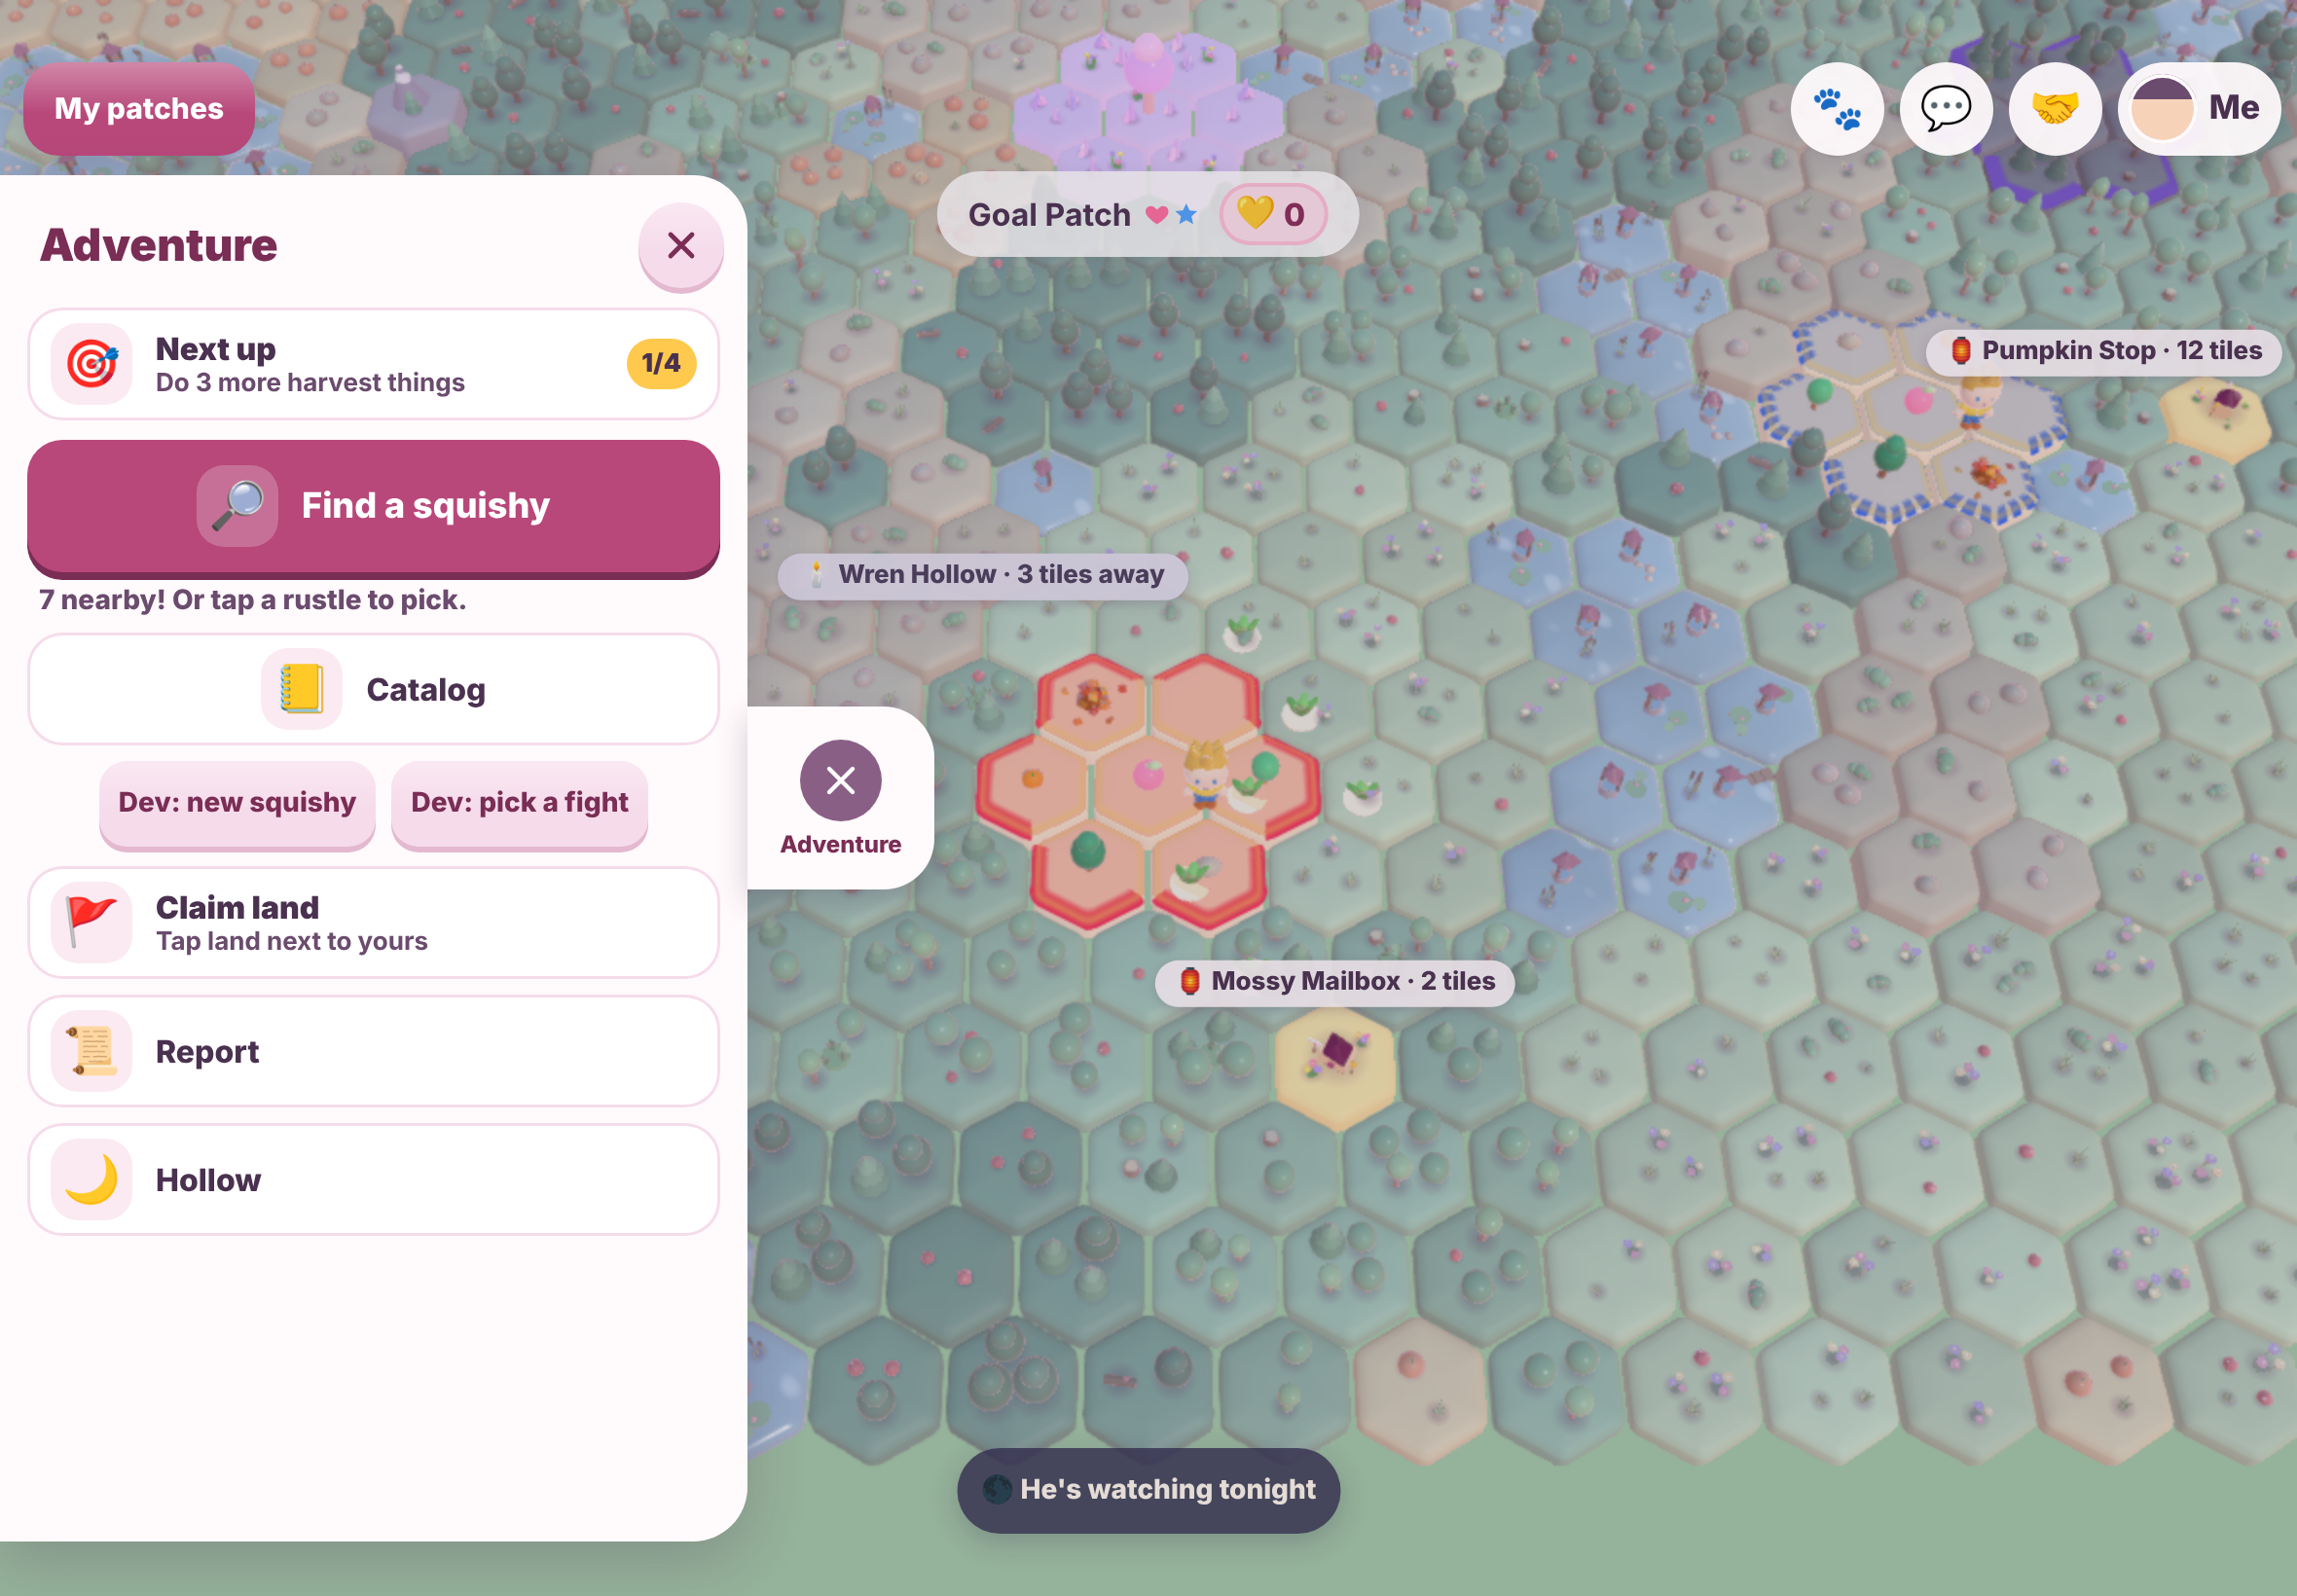 My patches
Me
Goal Patch 0
Adventure
Next up
Do 3 more harvest things
1/4
Find a squishy
7 nearby! Or tap a rustle to pick.
Catalog
Dev: new squishy
Dev: pick a fight
Claim land
Tap land next to yours
Report
Hollow
Adventure
Pumpkin Stop · 12 tiles
Wren Hollow · 3 tiles away
Mossy Mailbox · 2 tiles
He's watching tonight